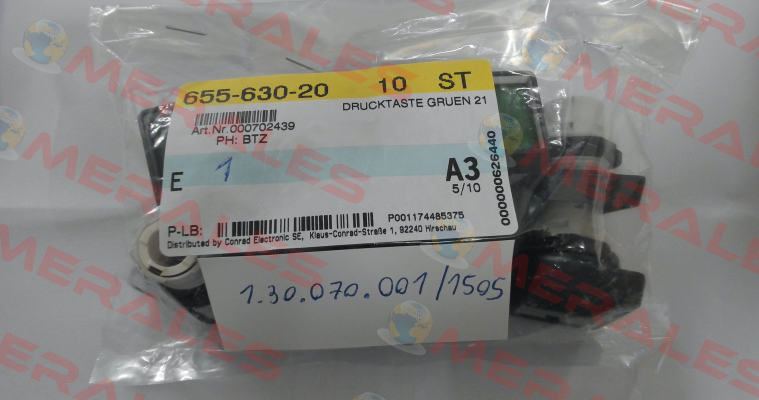 655-630-20 10 ST
DRUCKTASTE GRUEN 21
Art.Nr.000702439
PH: BTZ
E 1 A3
5/10
000000626440
P-LB: P001174485375
Distributed by Conrad Electronic SE, Klaus-Conrad-Straße 1, 92240 Hirschau
1.30.070.001/1505
MERALES